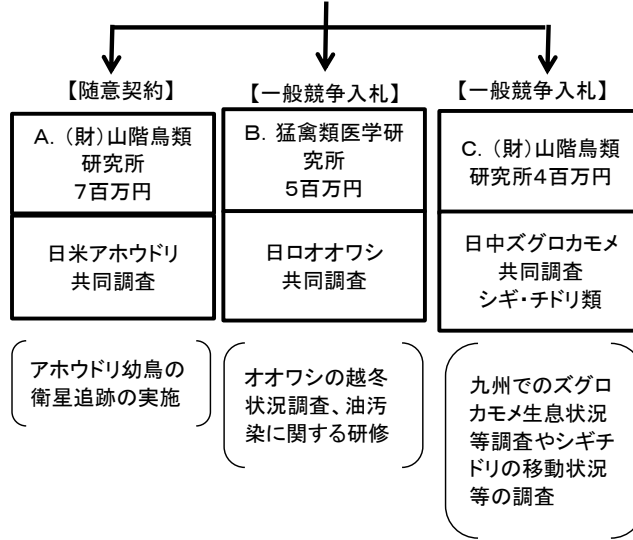 【随意契約】
A.（財）山階鳥類
研究所
７百万円
日米アホウドリ
共同調査
アホウドリ幼鳥の
衛星追跡の実施
【一般競争入札】
B．猛禽類医学研
究所
５百万円
日ロオオワシ
共同調査
オオワシの越冬
状況調査、油汚
染に関する研修
【一般競争入札】
C．（財）山階鳥類
研究所４百万円
日中ズグロカモメ
共同調査
シギ・チドリ類
九州でのズグロ
カモメ生息状況
等調査やシギチ
ドリの移動状況
等の調査